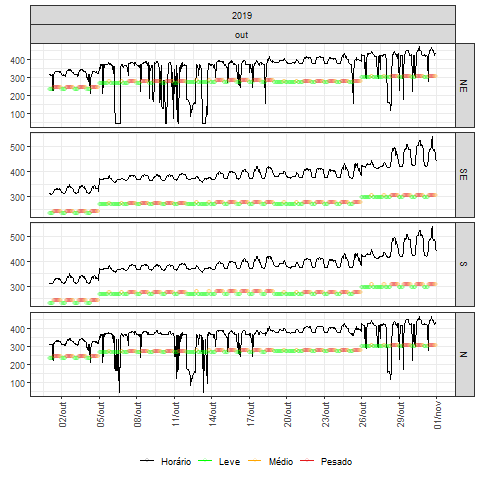 2019
out
400
300
200
100
NE
500
400
300
SE
500
400
300
S
400
300
200
100
N
02/out
05/out
08/out
11/out
14/out
17/out
20/out
23/out
26/out
29/out
01/nov
Horário Leve Médio Pesado